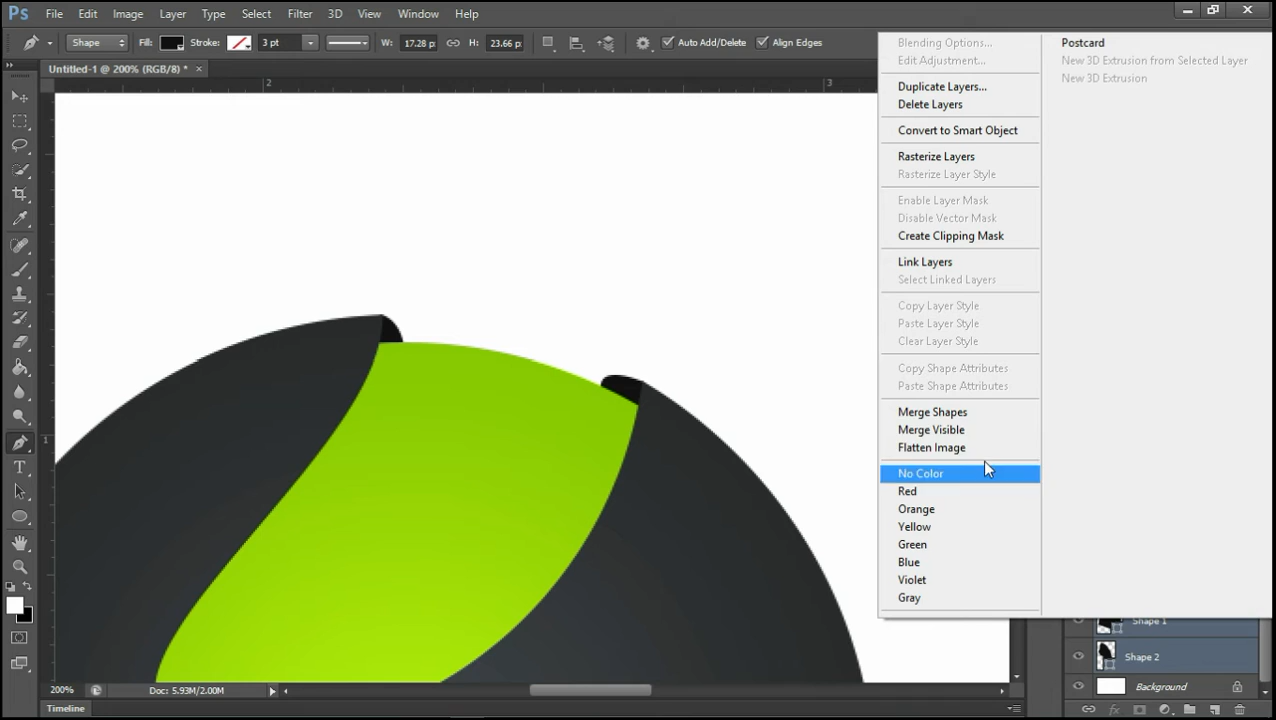 Ps File Edit Image Layer Type Select Filter 3D View Window Help
Shape Fill: Stroke: 3 pt W: 17.28 p: H: 23.66 p: Auto Add/Delete Align Edges
Untitled-1 @ 200% (RGB/8) * ×
2 3
1
Blending Options...
Edit Adjustment...
Duplicate Layers...
Delete Layers
Convert to Smart Object
Rasterize Layers
Rasterize Layer Style
Enable Layer Mask
Disable Vector Mask
Create Clipping Mask
Link Layers
Select Linked Layers
Copy Layer Style
Paste Layer Style
Clear Layer Style
Copy Shape Attributes
Paste Shape Attributes
Merge Shapes
Merge Visible
Flatten Image
No Color
Red
Orange
Yellow
Green
Blue
Violet
Gray
Postcard
New 3D Extrusion from Selected Layer
New 3D Extrusion
Shape 1
Shape 2
Background
200% Doc: 5.93M/2.00M
Timeline